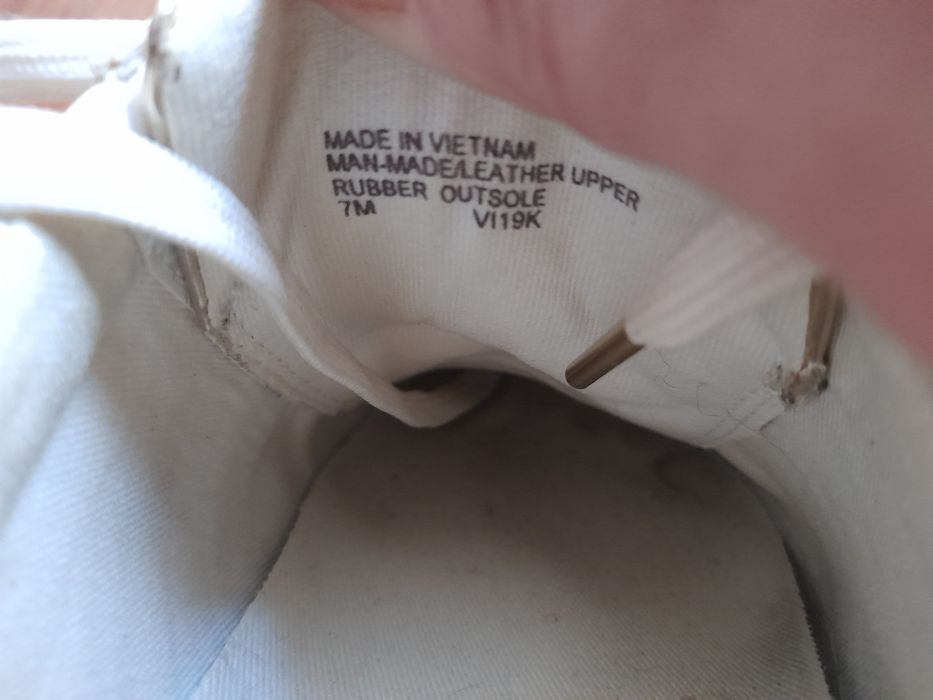 MADE IN VIETNAM
MAN-MADE/LEATHER UPPER
RUBBER OUTSOLE
7M VI19K